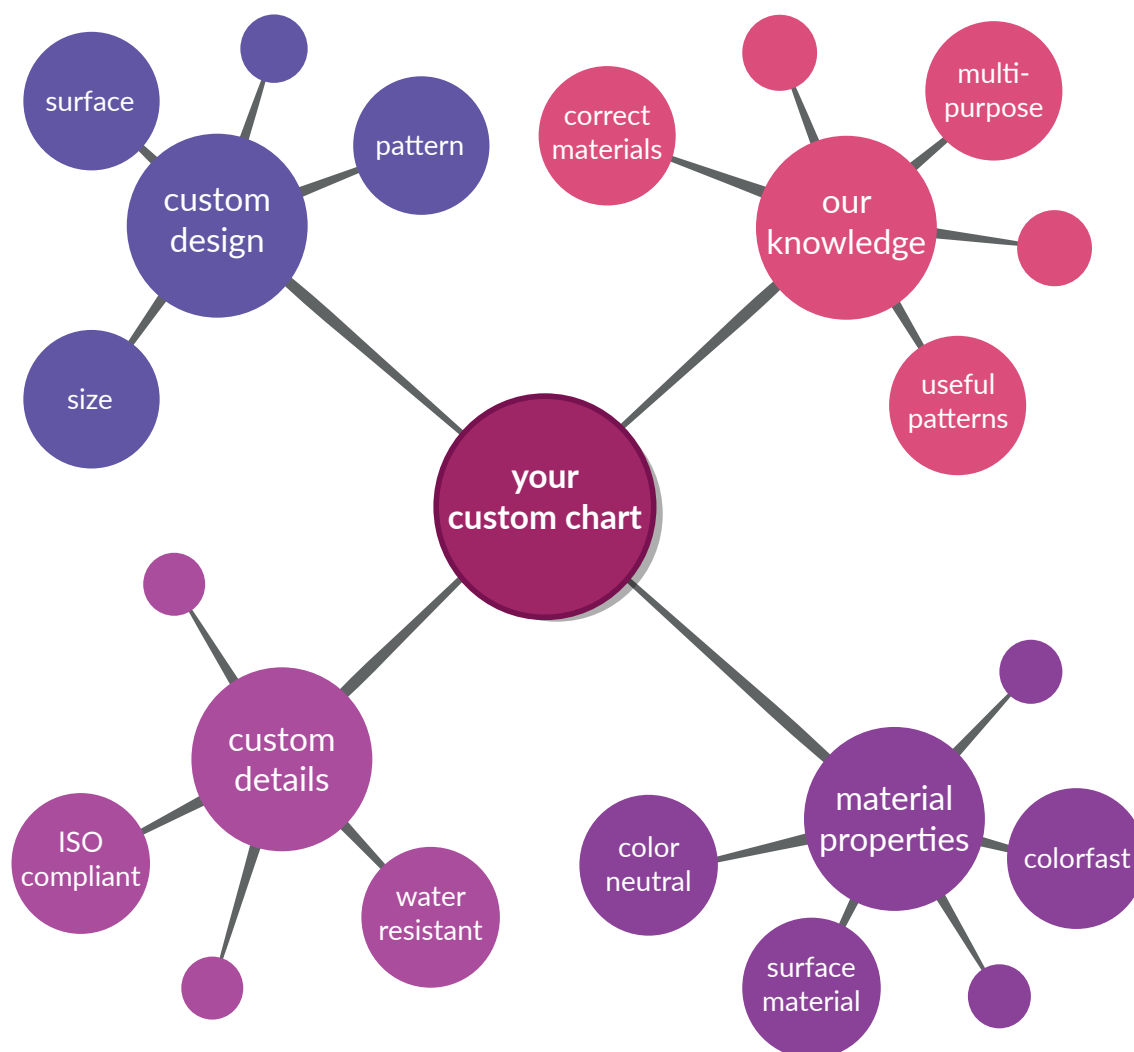 surface
pattern
custom
design
size
correct
materials
multi-
purpose
our
knowledge
useful
patterns
your
custom chart
custom
details
ISO
compliant
water
resistant
material
properties
color
neutral
colorfast
surface
material